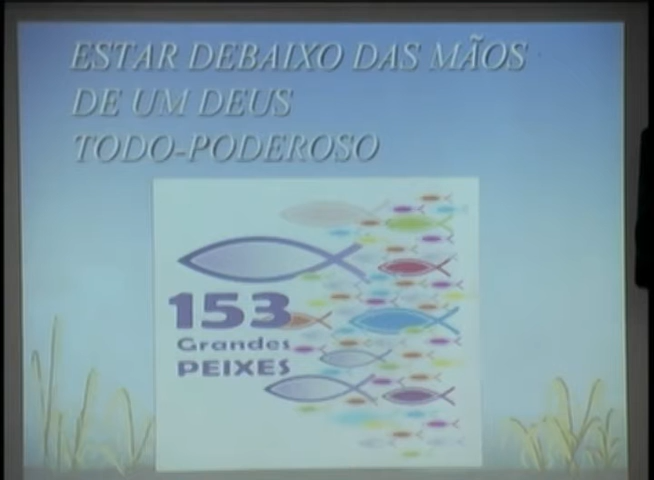 ESTAR DEBAIXO DAS MÃOS
DE UM DEUS
TODO-PODEROSO
153
Grandes
PEIXES